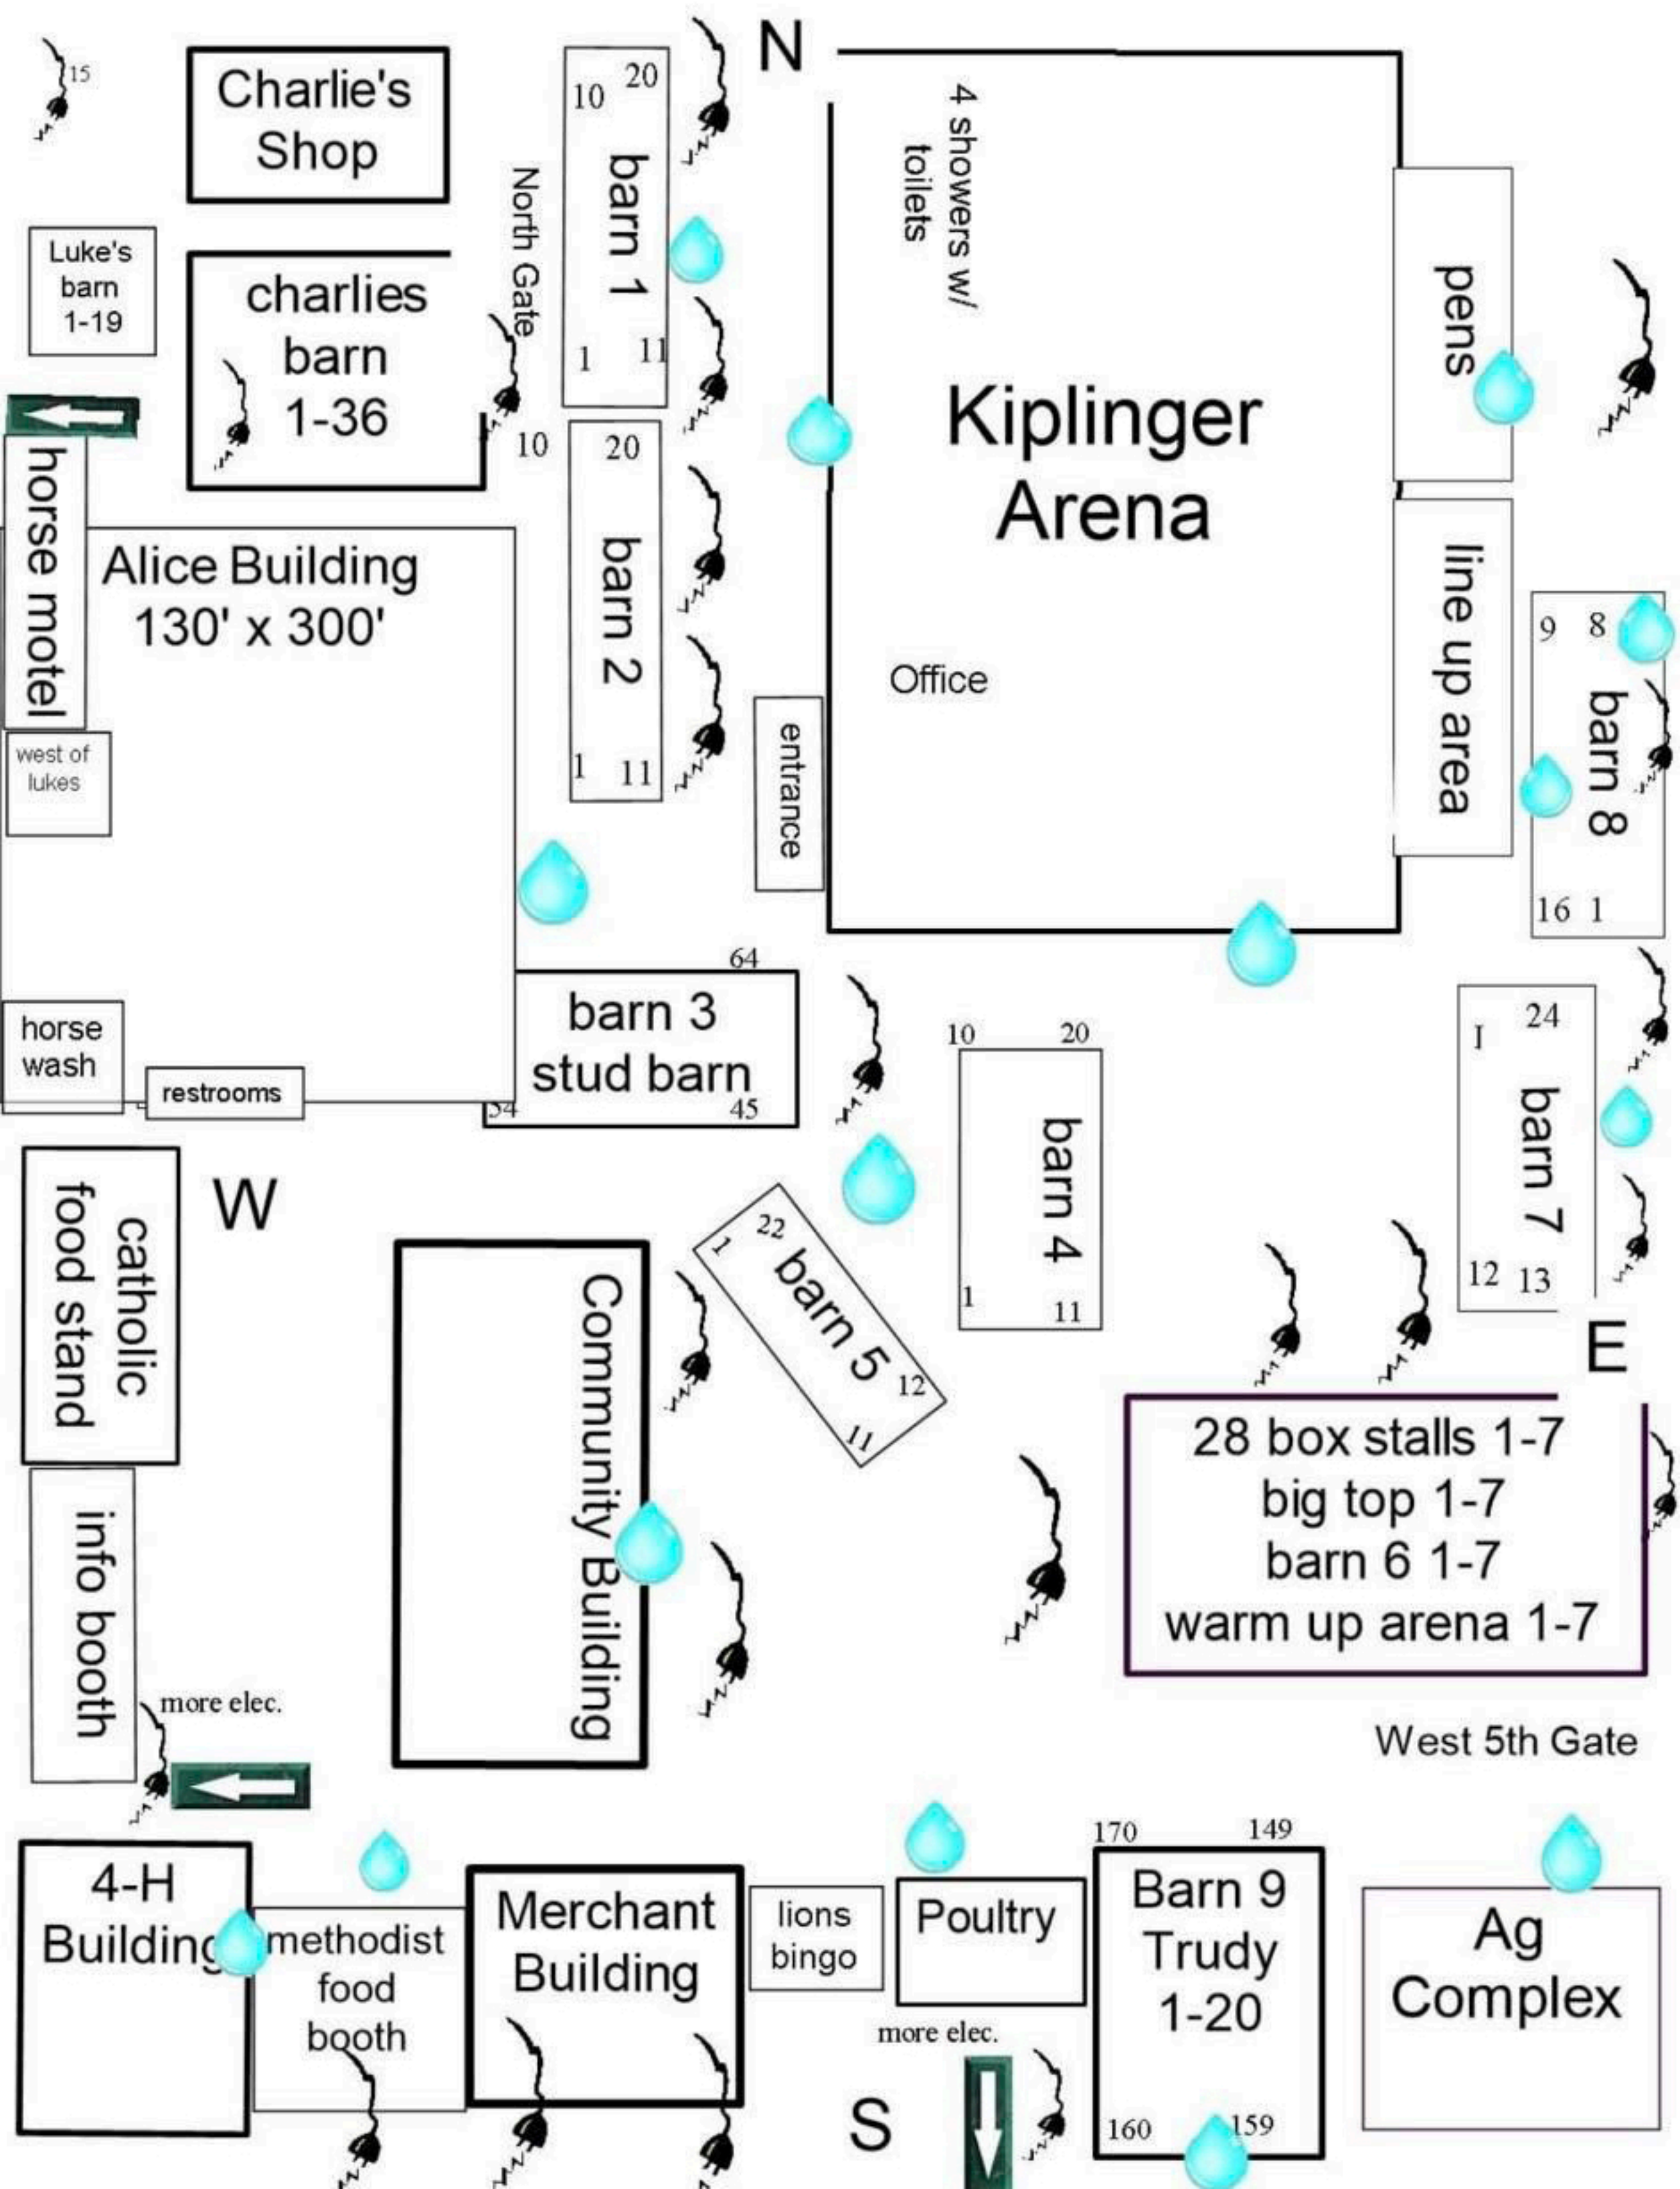 N
15
Charlie's
Shop
10
20
barn 1
1
11
North Gate
4 showers w/
toilets
Luke's
barn
1-19
charlies
barn
1-36
pens
Kiplinger
Arena
horse motel
10
20
barn 2
1
11
Alice Building
130' x 300'
line up area
Office
entrance
9
8
barn 8
16
1
west of
lukes
64
barn 3
stud barn
54
45
horse
wash
restrooms
10
20
barn 4
1
11
I
24
barn 7
12
13
catholic
food stand
W
22
1
barn 5
12
11
Community Building
E
28 box stalls 1-7
big top 1-7
barn 6 1-7
warm up arena 1-7
info booth
more elec.
West 5th Gate
4-H
Building
methodist
food
booth
Merchant
Building
lions
bingo
Poultry
170
149
Barn 9
Trudy
1-20
160
159
Ag
Complex
more elec.
S